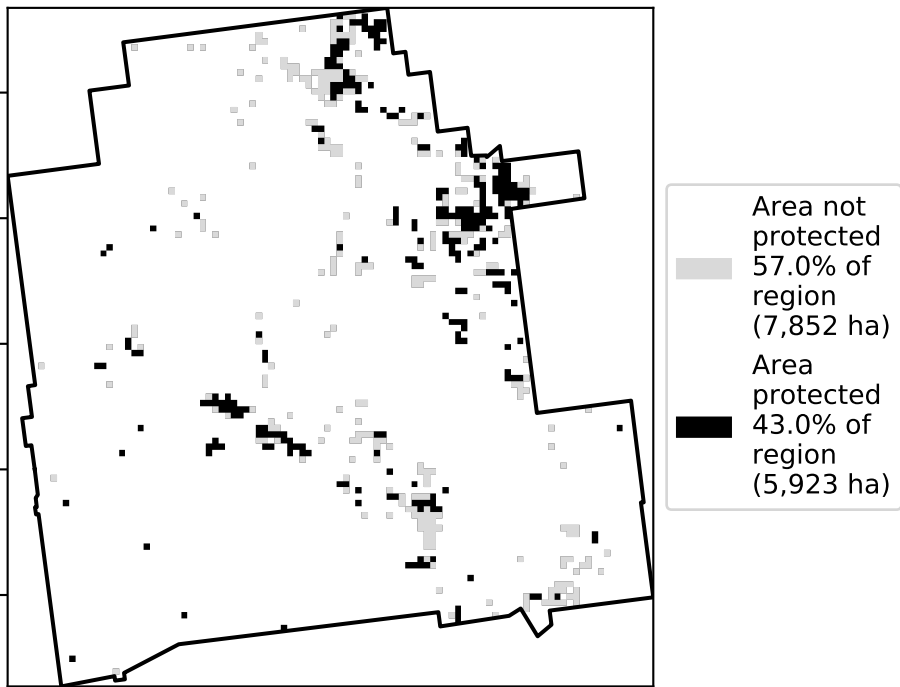 Area not
protected
57.0% of
region
(7,852 ha)
Area
protected
43.0% of
region
(5,923 ha)